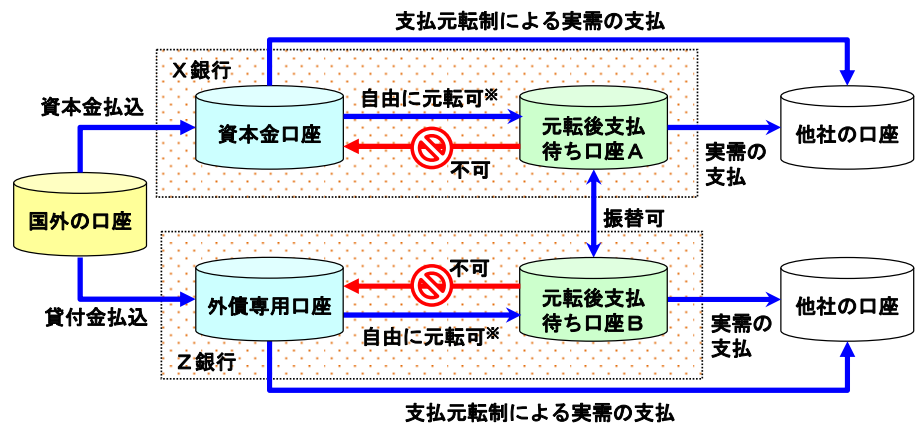 支払元転制による実需の支払
X銀行
資本金払込
資本金口座
自由に元転可※
不可
元転後支払
待ち口座A
実需の
支払
他社の口座
国外の口座
振替可
貸付金払込
外債専用口座
不可
自由に元転可※
元転後支払
待ち口座B
実需の
支払
他社の口座
Z銀行
支払元転制による実需の支払